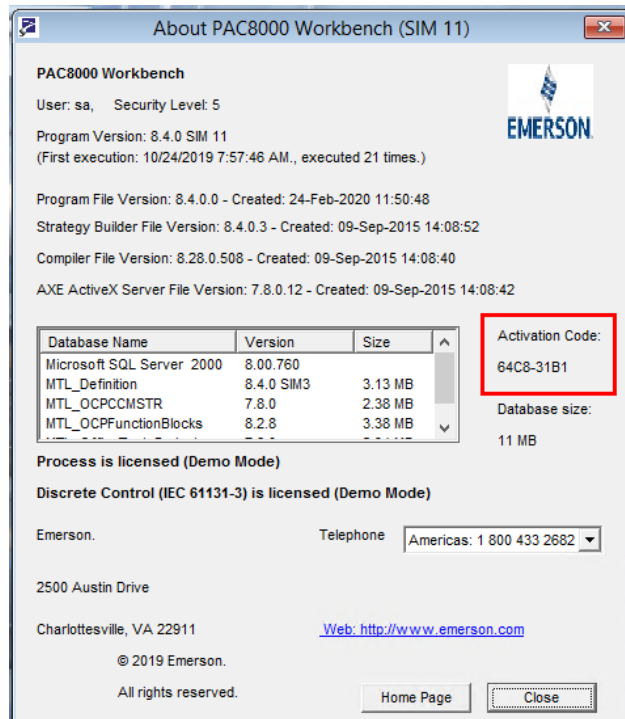 About PAC8000 Workbench (SIM 11)
PAC8000 Workbench
User: sa, Security Level: 5
EMERSON
Program Version: 8.4.0 SIM 11
(First execution: 10/24/2019 7:57:46 AM., executed 21 times.)
Program File Version: 8.4.0.0 - Created: 24-Feb-2020 11:50:48
Strategy Builder File Version: 8.4.0.3 - Created: 09-Sep-2015 14:08:52
Compiler File Version: 8.28.0.508 - Created: 09-Sep-2015 14:08:40
AXE ActiveX Server File Version: 7.8.0.12 - Created: 09-Sep-2015 14:08:42
Database Name Version Size
Microsoft SQL Server 2000 8.00.760
MTL_Definition 8.4.0 SIM3 3.13 MB
MTL_OCPCCMSTR 7.8.0 2.38 MB
MTL_OCPFunctionBlocks 8.2.8 3.38 MB
Activation Code:
64C8-31B1
Database size:
11 MB
Process is licensed (Demo Mode)
Discrete Control (IEC 61131-3) is licensed (Demo Mode)
Emerson. Telephone Americas: 1 800 433 2682
2500 Austin Drive
Charlottesville, VA 22911 Web: http://www.emerson.com
© 2019 Emerson.
All rights reserved. Home Page Close